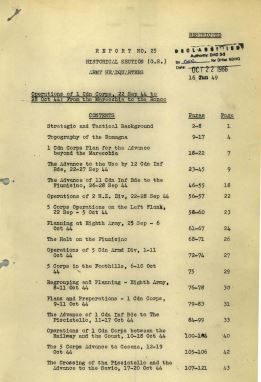 RESTRICTED
REPORT NO. 25
HISTORICAL SECTION (G.S.)
ARMY HEADQUARTERS
DECLASSIFIED
Authority: DHD 3-3
for DHist NDHQ
Date: OCT 22 1986
16 Jun 49
Operations of 1 Cdn Corps, 22 Sep 44 to
28 Oct 44) From the Marecchia to the Ronco
CONTENTS Paras Page
Strategic and Tactical Background 2-8 1
Topography of the Romagna 9-17 4
1 Cdn Corps Plan for the Advance
beyond the Marecchia 18-22 7
The Advance to the Uso by 12 Cdn Inf
Bde, 22-27 Sep 44 23-45 9
The Advance of 11 Cdn Inf Bde to the
Fiumicino, 26-28 Sep 44 46-55 18
Operations of 2 N.Z. Div, 22-28 Sep 44 56-57 22
5 Corps Operations on the Left Flank,
22 Sep - 5 Oct 44 58-60 23
Planning at Eighth Army, 25 Sep - 6
Oct 44 61-67 24
The Halt on the Fiumicino 68-71 26
Operations of 5 Cdn Armd Div, 1-11
Oct 44 72-74 27
5 Corps in the Foothills, 6-10 Oct
44 75 29
Regrouping and Planning - Eighth Army,
8-11 Oct 44 76-78 30
Plans and Preparations - 1 Cdn Corps,
9-11 Oct 44 79-83 31
The Advance of 1 Cdn Inf Bde to The
Pisciatello, 11-17 Oct 44 84-99 33
Operations of 1 Cdn Corps between the
Railway and the Coast, 10-18 Oct 44 100-104 40
The 5 Corps Advance to Cesena, 12-19
Oct 44 105-106 42
The Crossing of the Pisciatello and the
Advance to the Savio, 17-20 Oct 44 107-121 43